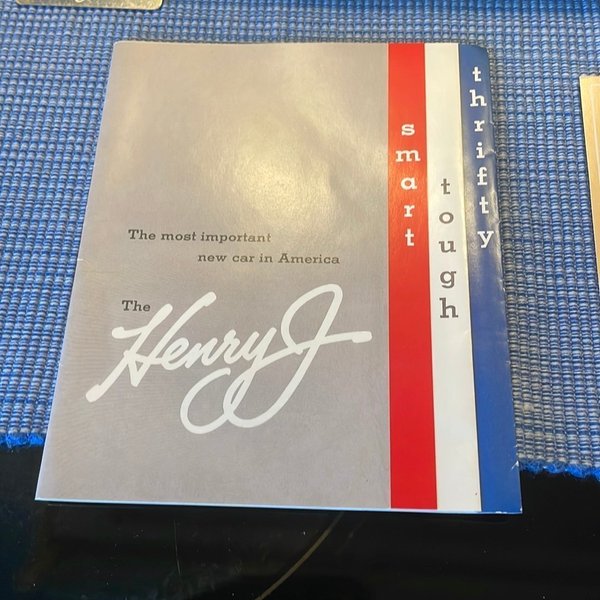 The most important
new car in America
The
Henry J
smart
tough
thrifty